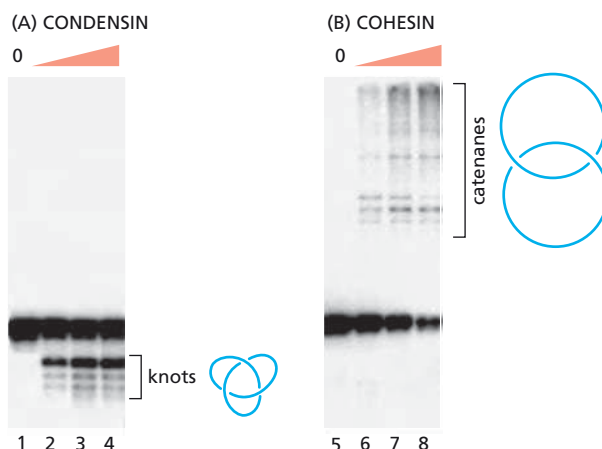 (A) CONDENSIN
0
knots
1 2 3 4
(B) COHESIN
0
catenanes
5 6 7 8